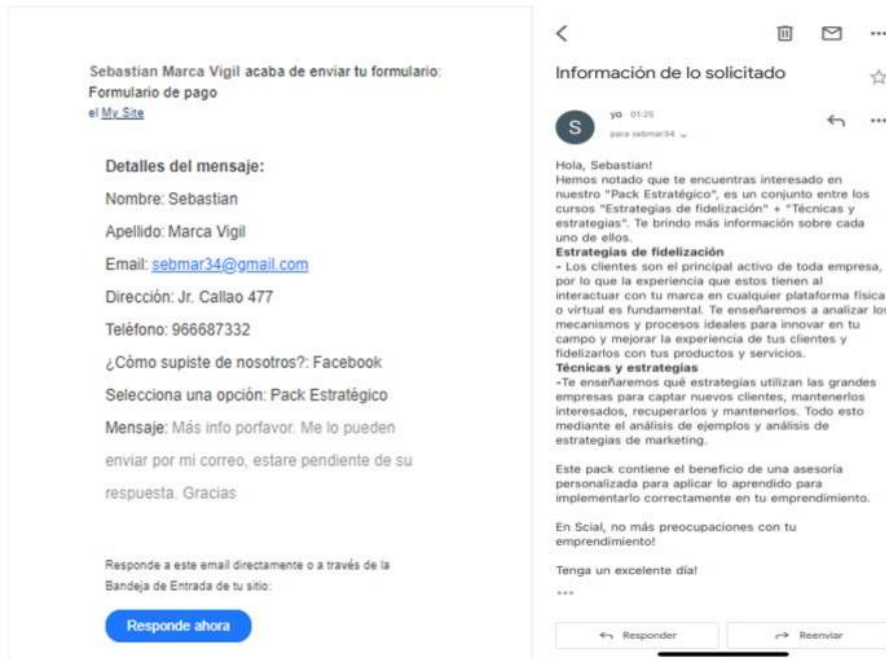 Sebastian Marca Vigil acaba de enviar tu formulario:
Formulario de pago
el My Site
Detalles del mensaje:
Nombre: Sebastian
Apellido: Marca Vigil
Email: sebmar34@gmail.com
Dirección: Jr. Callao 477
Teléfono: 966687332
¿Cómo supiste de nosotros?: Facebook
Selecciona una opción: Pack Estratégico
Mensaje: Más info porfavor. Me lo pueden
enviar por mi correo, estare pendiente de su
respuesta. Gracias
Responde a este email directamente o a través de la
Bandeja de Entrada de tu sitio:
Responde ahora
Información de lo solicitado
S
yo 01:25
para sebmar34
Hola, Sebastian!
Hemos notado que te encuentras interesado en
nuestro "Pack Estratégico", es un conjunto entre los
cursos "Estrategias de fidelización" + "Técnicas y
estrategias". Te brindo más información sobre cada
uno de ellos.
Estrategias de fidelización
- Los clientes son el principal activo de toda empresa,
por lo que la experiencia que estos tienen al
interactuar con tu marca en cualquier plataforma física
o virtual es fundamental. Te enseñaremos a analizar los
mecanismos y procesos ideales para innovar en tu
campo y mejorar la experiencia de tus clientes y
fidelizarlos con tus productos y servicios.
Técnicas y estrategias
-Te enseñaremos qué estrategias utilizan las grandes
empresas para captar nuevos clientes, mantenerlos
interesados, recuperarlos y mantenerlos. Todo esto
mediante el análisis de ejemplos y análisis de
estrategias de marketing.
Este pack contiene el beneficio de una asesoría
personalizada para aplicar lo aprendido para
implementarlo correctamente en tu emprendimiento.
En Scial, no más preocupaciones con tu
emprendimiento!
Tenga un excelente día!
Responder
Reenviar